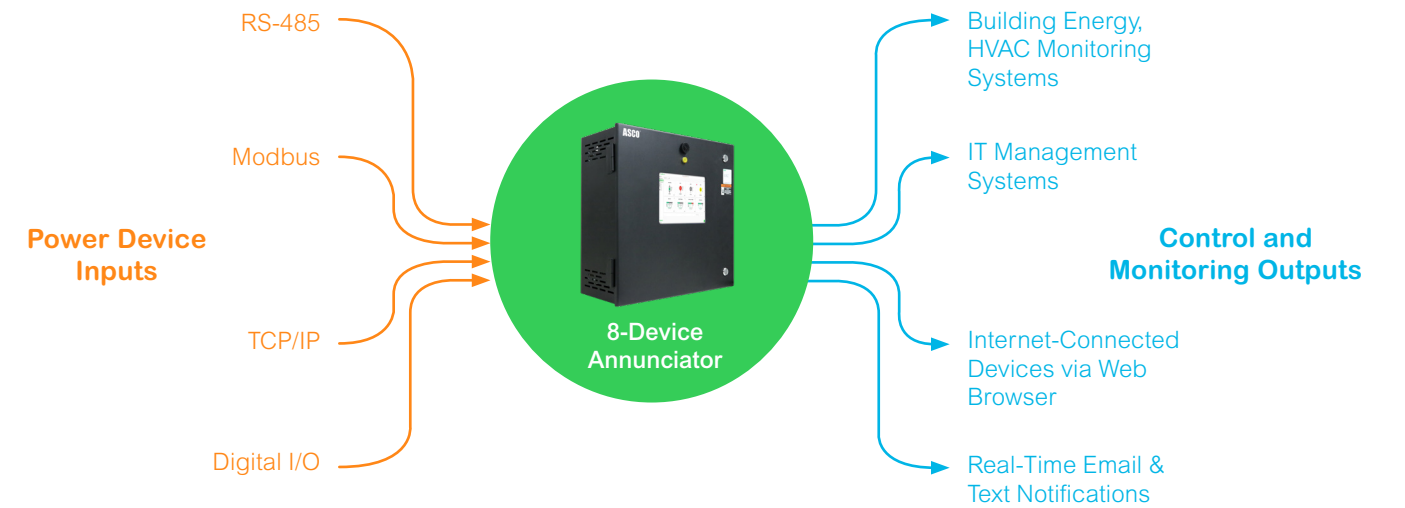 RS-485
Modbus
Power Device
Inputs
TCP/IP
Digital I/O
ASCO
8-Device
Annunciator
Building Energy,
HVAC Monitoring
Systems
IT Management
Systems
Control and
Monitoring Outputs
Internet-Connected
Devices via Web
Browser
Real-Time Email &
Text Notifications